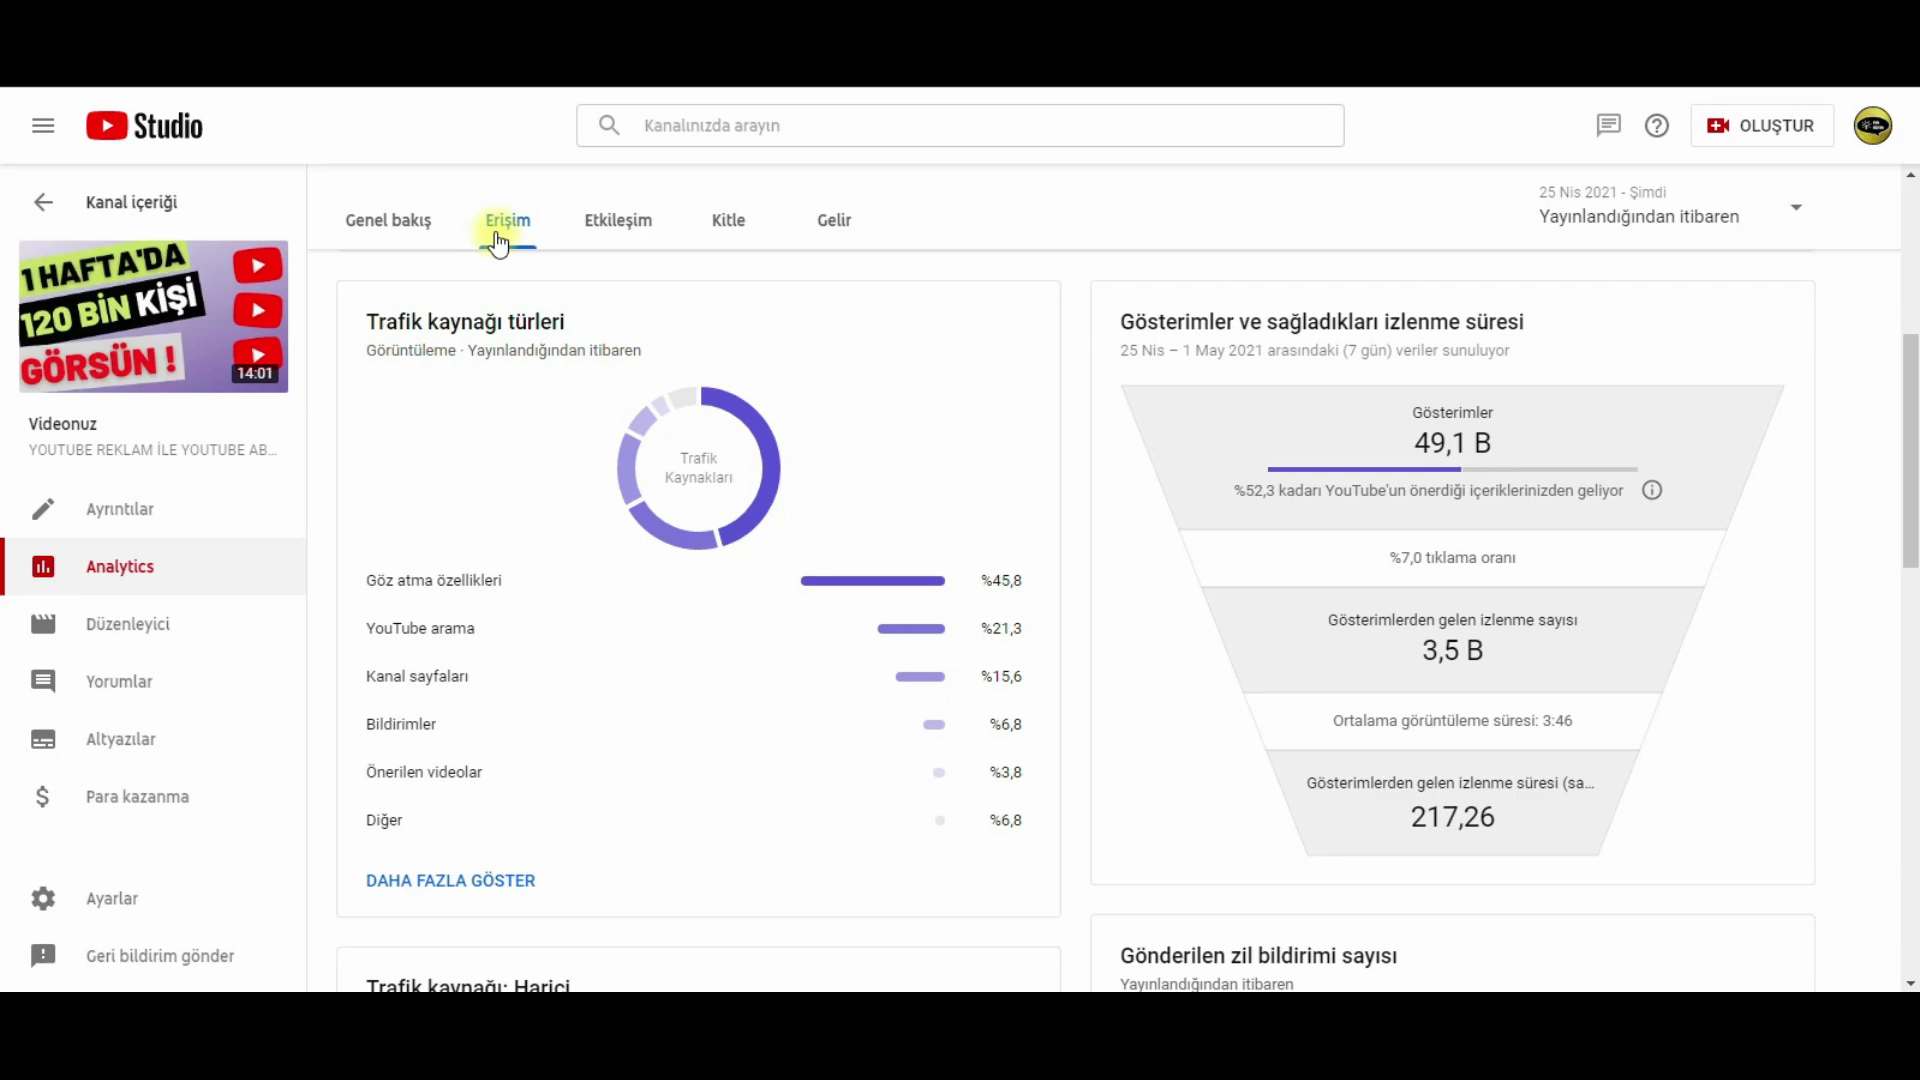 Studio
Kanalınızda arayın
OLUŞTUR
Kanal içeriği
1 HAFTA'DA
120 BİN KİŞİ
GÖRSÜN !
14:01
Videonuz
YOUTUBE REKLAM İLE YOUTUBE AB...
Ayrıntılar
Analytics
Düzenleyici
Yorumlar
Altyazılar
Para kazanma
Ayarlar
Geri bildirim gönder
Genel bakış
Erişim
Etkileşim
Kitle
Gelir
25 Nis 2021 - Şimdi
Yayınlandığından itibaren
Trafik kaynağı türleri
Görüntüleme · Yayınlandığından itibaren
Trafik
Kaynakları
Göz atma özellikleri %45,8
YouTube arama %21,3
Kanal sayfaları %15,6
Bildirimler %6,8
Önerilen videolar %3,8
Diğer %6,8
DAHA FAZLA GÖSTER
Trafik kaynağı: Harici
Gösterimler ve sağladıkları izlenme süresi
25 Nis – 1 May 2021 arasındaki (7 gün) veriler sunuluyor
Gösterimler
49,1 B
%52,3 kadarı YouTube'un önerdiği içeriklerinizden geliyor
%7,0 tıklama oranı
Gösterimlerden gelen izlenme sayısı
3,5 B
Ortalama görüntüleme süresi: 3:46
Gösterimlerden gelen izlenme süresi (sa...
217,26
Gönderilen zil bildirimi sayısı
Yayınlandığından itibaren